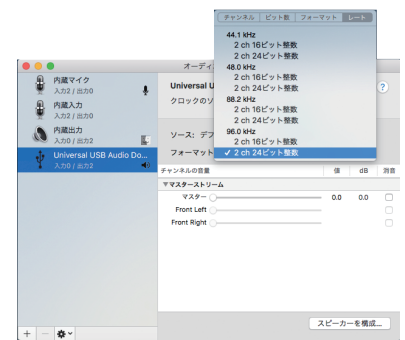 チャンネル ビット数 フォーマット レート
44.1 kHz
2 ch 16ビット整数
2 ch 24ビット整数
48.0 kHz
2 ch 16ビット整数
2 ch 24ビット整数
88.2 kHz
2 ch 16ビット整数
2 ch 24ビット整数
96.0 kHz
2 ch 16ビット整数
✓ 2 ch 24ビット整数
オーディ
内蔵マイク
入力2 / 出力0
内蔵入力
入力2 / 出力0
内蔵出力
入力0 / 出力2
Universal USB Audio Do...
入力0 / 出力2
Universal U
?
クロックのソ
ソース: デフ
フォーマット
チャンネルの音量 値 dB 消音
▼マスターストリーム
マスター 0.0 0.0
Front Left
Front Right
スピーカーを構成...
+ −